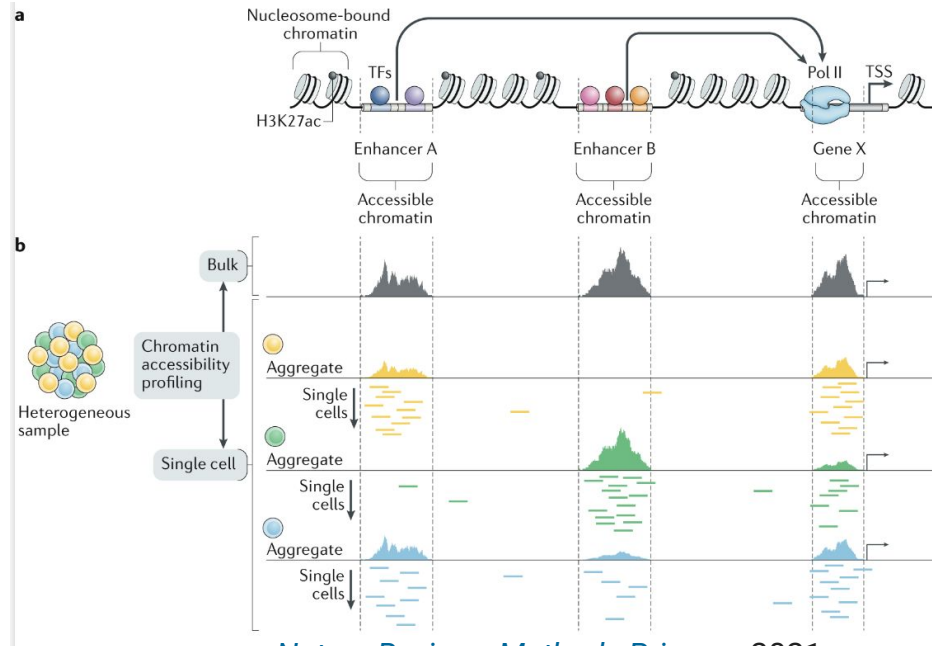 a
Nucleosome-bound
chromatin
TFs
Pol II
TSS
H3K27ac
Enhancer A
Enhancer B
Gene X
Accessible
chromatin
Accessible
chromatin
Accessible
chromatin
b
Bulk
Chromatin
accessibility
profiling
Heterogeneous
sample
Single cell
Aggregate
Single
cells
Aggregate
Single
cells
Aggregate
Single
cells